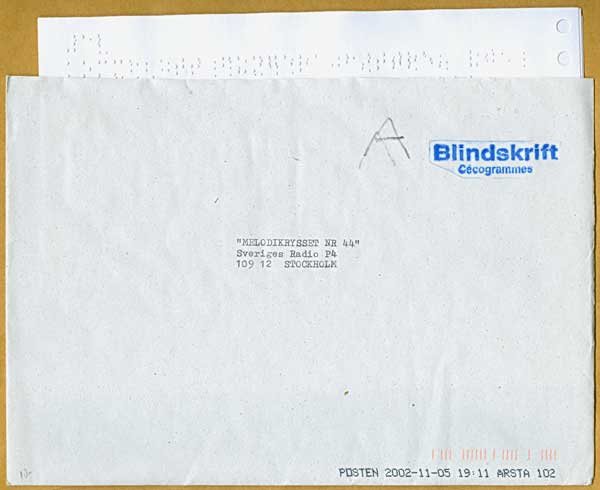 A
Blindskrift
Cécogrammes
"MELODIKRYSSET NR 44"
Sveriges Radio P4
109 12 STOCKHOLM
POSTEN 2002-11-05 19:11 ARSTA 102